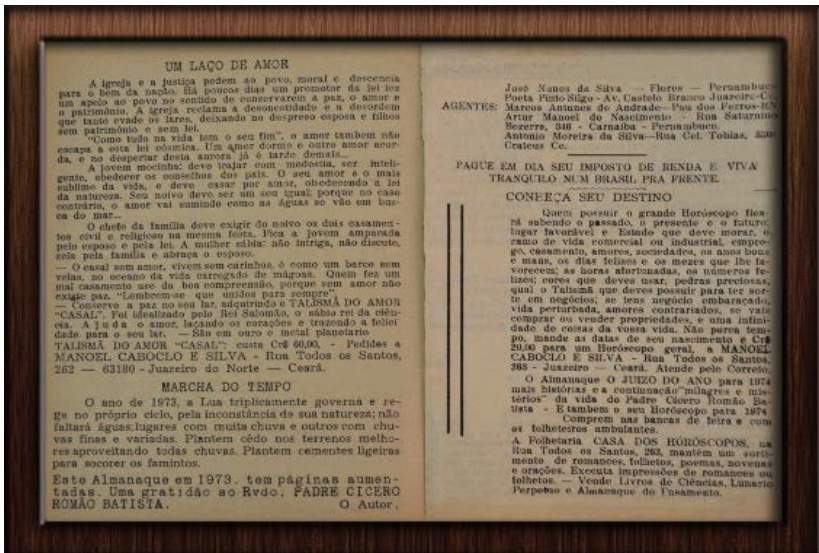 UM LAÇO DE AMOR
A igreja e a justiça pedem ao povo, moral e descencia
para o bem da nação. Há poucos dias um promotor da lei fez
um apelo ao povo no sentido de conservarem a paz, o amor e
o patrimônio. A igreja reclama a desonestidade e a desordem
que tanto evade os lares, deixando no despreso esposa e filhos
sem patrimônio e sem lei.
"Como tudo na vida tem o seu fim", o amor tambem não
escapa a esta lei cósmica. Um amor dorme e outro amor acor-
da, e no despertar desta aurora já é tarde demais...
A jovem mocinha: deve trajar com modestia, ser inteli-
gente, obedecer os conselhos dos pais. O seu amor é o mais
sublime da vida, e deve casar por amor, obedecendo a lei
da natureza. Seu noivo deve ser um seu igual; porque no caso
contrário, o amor vai sumindo como as águas se vão em bus-
ca do mar...
O chefe da família deve exigir do noivo os dois casamen-
tos civil e religioso na mesma festa. Fica a jovem amparada
pelo esposo e pela lei. A mulher sábia: não intriga, não discute,
zela pela família e abraça o esposo.
— O casal sem amor, vivem sem carinhos, é como um barco sem
velas, no oceano da vida carregado de mágoas. Quem fez um
mal casamento use da boa compreensão, porque sem amor não
existe paz. "Lembrem-se que unidos para sempre".
— Conserve a paz no seu lar, adquirindo o TALISMÃ DO AMOR
"CASAL". Foi idealizado pelo Rei Salomão, o sábio rei da ciên-
cia. Ajuda o amor, laçando os corações e trazendo a felici
dade para o seu lar. — São em ouro e metal planetario
TALISMÃ DO AMOR "CASAL": custa Cr$ 60,00. - Pedidos a
MANOEL CABOCLO E SILVA - Rua Todos os Santos,
262 — 63180 - Juazeiro do Norte — Ceará.
MARCHA DO TEMPO
O ano de 1973, a Lua triplicamente governa e re-
ge no próprio ciclo, pela inconstância de sua natureza; não
faltará águas; lugares com muita chuva e outros com chu-
vas finas e variadas. Plantem cêdo nos terrenos melho-
res aproveitando todas chuvas. Plantem cementes ligeiras
para socorer os famintos.
Este Almanaque em 1973. tem páginas aumen-
tadas. Uma gratidão ao Rvdo. PADRE CICERO
ROMÃO BATISTA.
O Autor,
José Nunes da Silva — Flores — Pernambuco
Poeta Pinto Silgo - Av. Castelo Branco Juazeiro-Ce.
AGENTES: Marcos Antunes de Andrade - Pau dos Ferros-RN
Artur Manoel do Nascimento - Rua Saturnino
Bezerra, 346 - Carnaíba - Pernambuco.
Antonio Moreira da Silva — Rua Cel. Tobias,
Crateus Ce.
PAGUE EM DIA SEU IMPOSTO DE RENDA E VIVA
TRANQUILO NUM BRASIL PRA FRENTE.
CONHEÇA SEU DESTINO
Quem possuir o grande Horóscopo fica-
rá sabendo o passado, o presente e o futuro;
lugar favorável e Estado que deve morar, o
ramo de vida comercial ou industrial, empre-
go, casamento, amores, sociedades, os anos bons
e maus, os dias felizes e os mezes que lhe fa-
vorecem; as horas afortunadas, os números fe-
lizes; cores que deves usar, pedras preciosas,
qual o Talismã que deves possuir para ter sor-
te em negócios; se tens negócio embaraçado,
vida perturbada, amores contrariados, se vais
comprar ou vender propriedades, e uma infini-
dade de coisas da vossa vida. Não perca tem-
po, mande as datas de seu nascimento e Cr$
20,00 para um Horóscopo geral, a MANOEL
CABOCLO E SILVA - Rua Todos os Santos,
263 - Juazeiro — Ceará. Atende pelo Correio.
O Almanaque O JUIZO DO ANO para 1974
mais histórias e a continuação "milagres e mis-
térios" da vida do Padre Cicero Romão Ba-
tista - E tambem o seu Horóscopo para 1974
Comprem nas bancas de feira e com
os folheteiros ambulantes.
A Folhetaria CASA DOS HORÓSCOPOS, na
Rua Todos os Santos, 263, mantém um sorti-
mento de romances, folhetos, poemas, novenas
e orações. Executa impressões de romances ou
folhetos. — Vende Livros de Ciências, Lunario
Perpetuo e Almanaque do Pensamento.